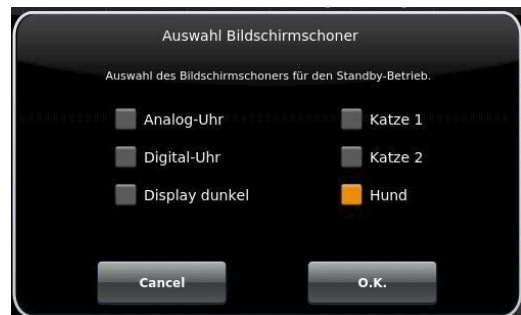 Auswahl Bildschirmschoner
Auswahl des Bildschirmschoners für den Standby-Betrieb.
Analog-Uhr
Katze 1
Digital-Uhr
Katze 2
Display dunkel
Hund
Cancel
O.K.